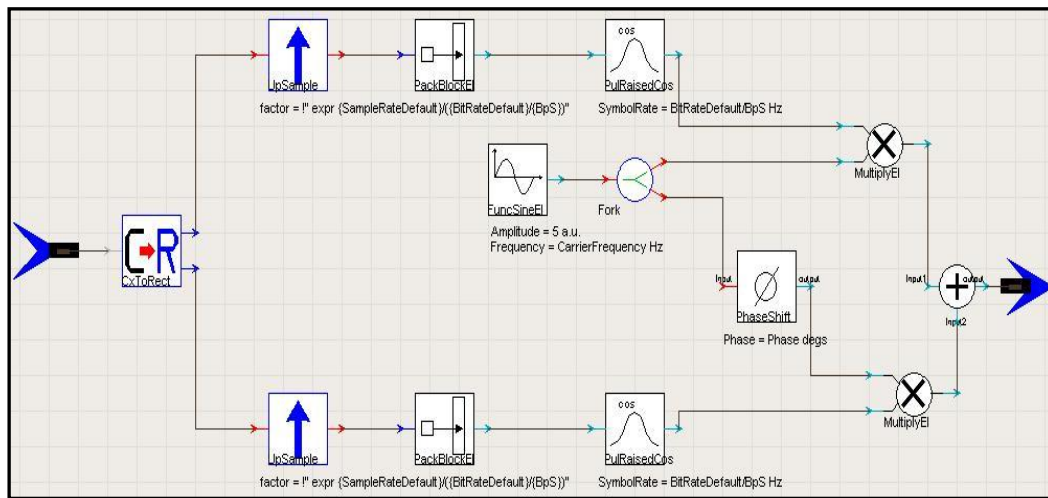 cos
UpSample
PackBlockEl
PulRaisedCos
factor = !" expr {SampleRateDefault}/({BitRateDefault}/{BpS})"
SymbolRate = BitRateDefault/BpS Hz
MultiplyEl
FuncSineEl
Fork
Amplitude = 5 a.u.
Frequency = CarrierFrequency Hz
C R
CxToRect
Input
output
Ø
PhaseShift
Phase = Phase degs
Input1
output
Input2
MultiplyEl
cos
UpSample
PackBlockEl
PulRaisedCos
factor = !" expr {SampleRateDefault}/({BitRateDefault}/{BpS})"
SymbolRate = BitRateDefault/BpS Hz